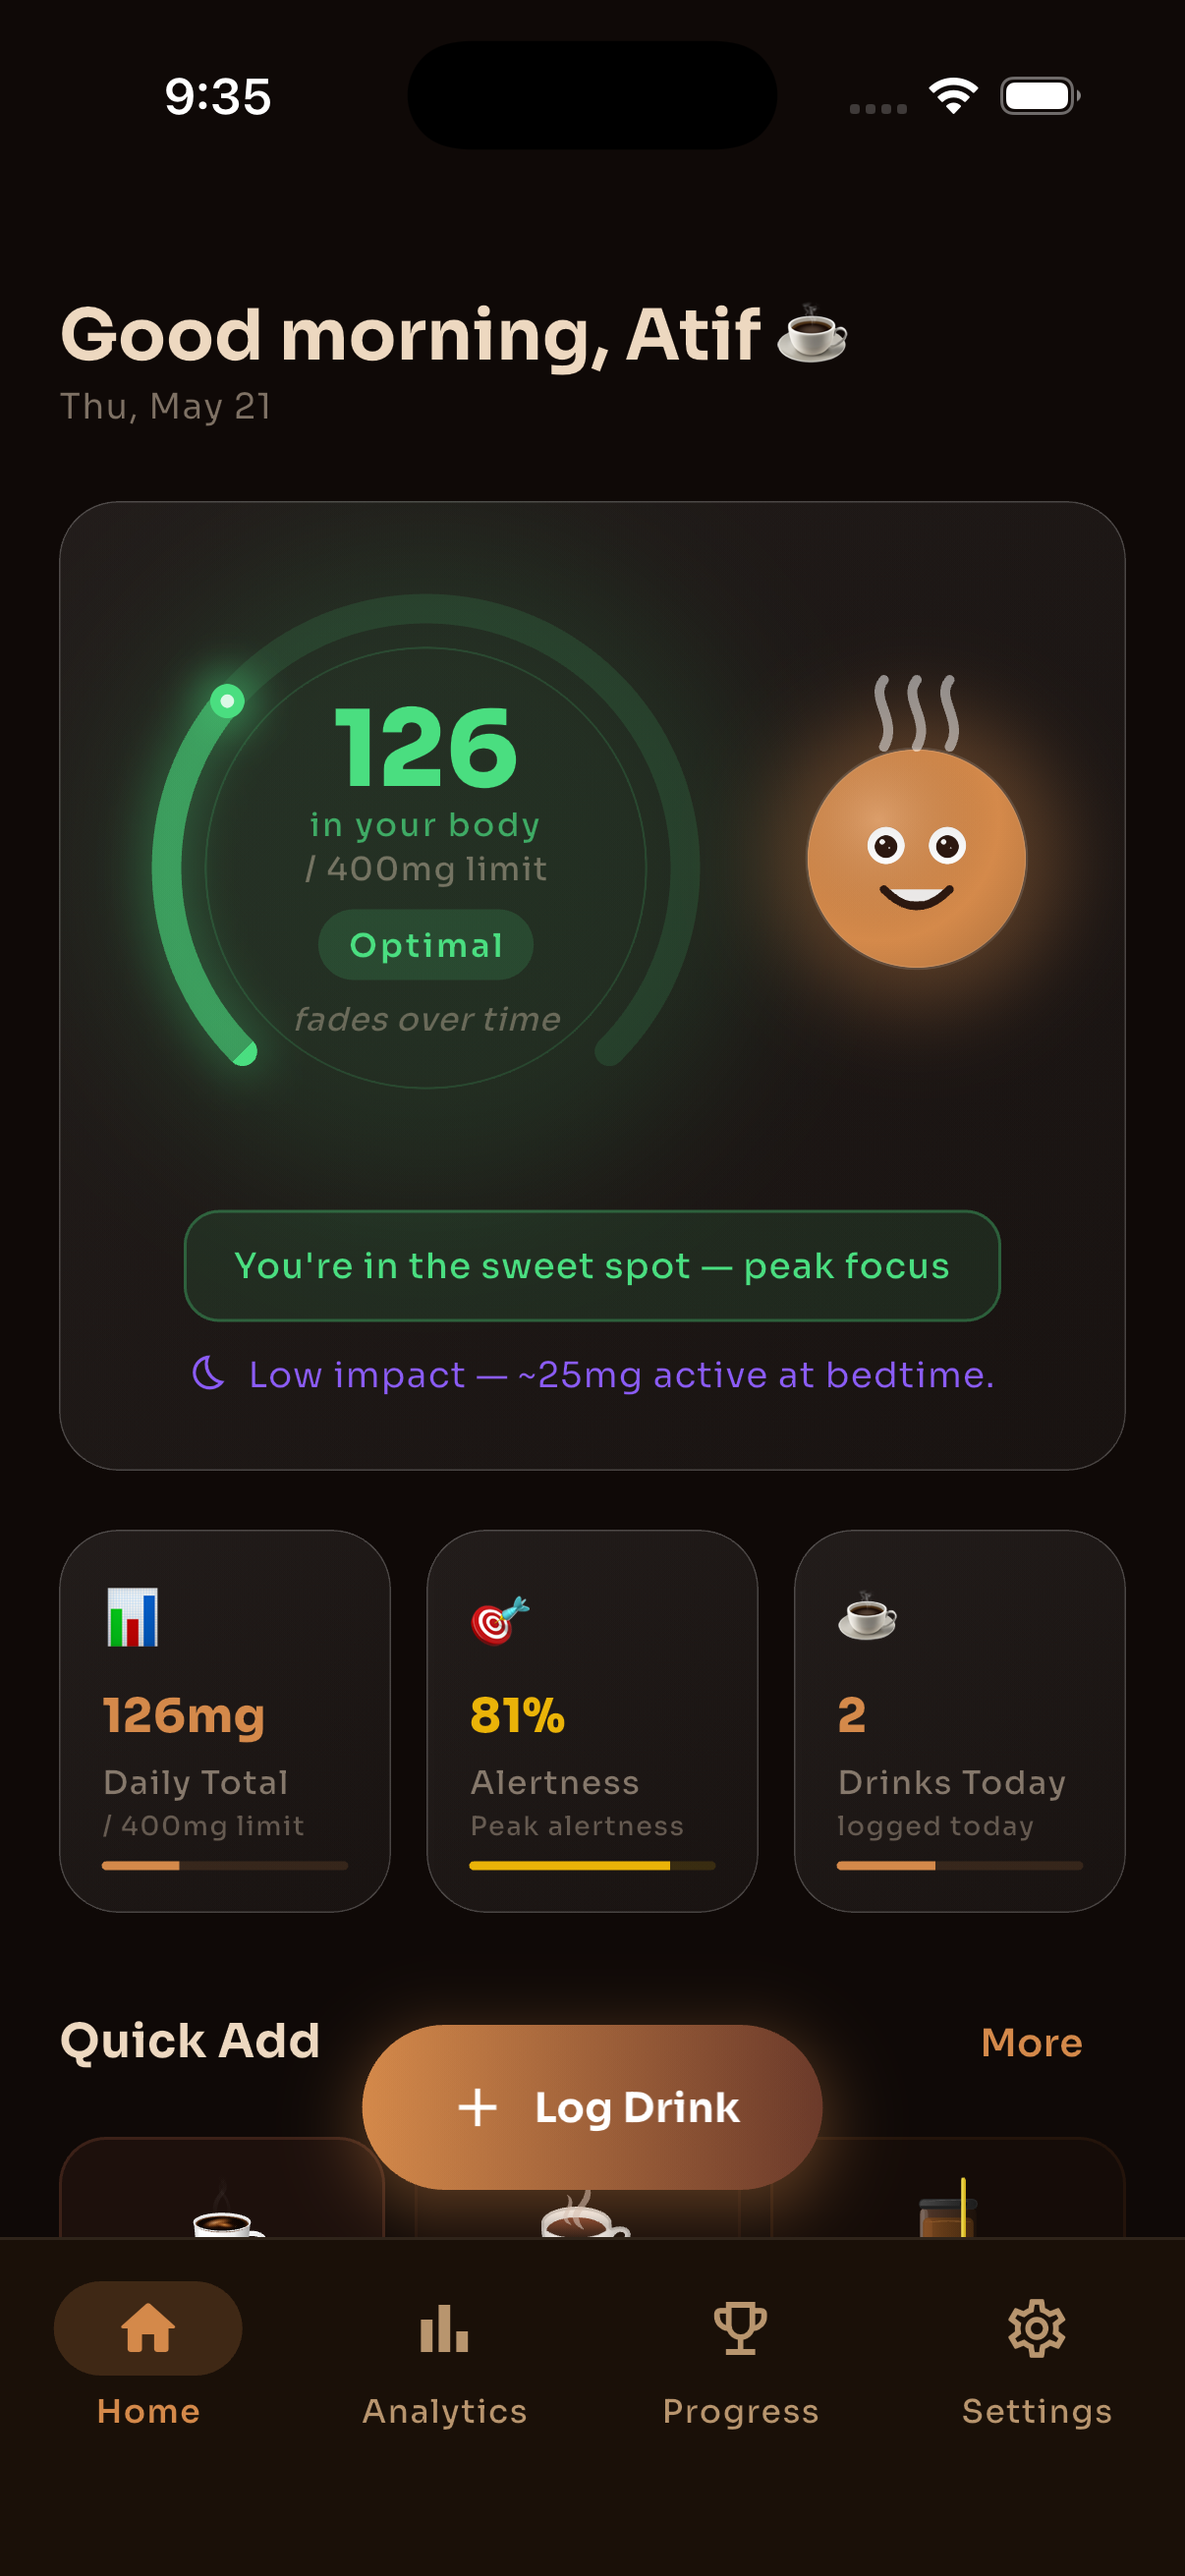 9:35
Good morning, Atif
Thu, May 21
126
in your body
/ 400mg limit
Optimal
fades over time
You're in the sweet spot — peak focus
Low impact — ~25mg active at bedtime.
126mg
Daily Total
/ 400mg limit
81%
Alertness
Peak alertness
2
Drinks Today
logged today
Quick Add
More
+ Log Drink
Home
Analytics
Progress
Settings